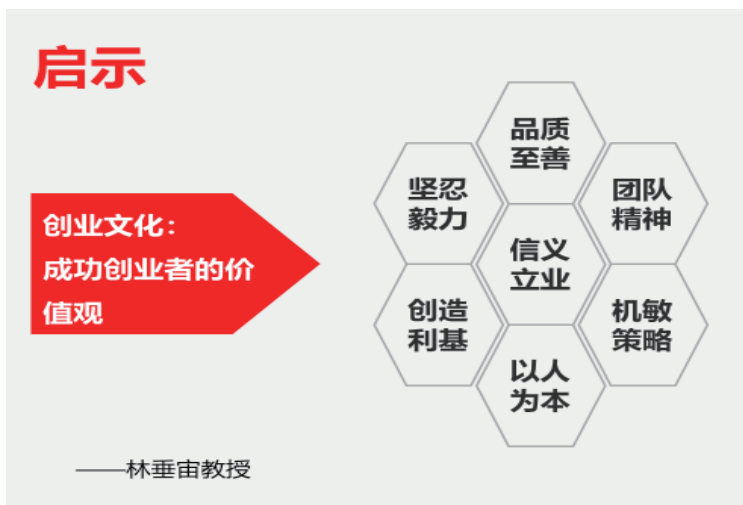 启示
创业文化：
成功创业者的价
值观
品质
至善
坚忍
毅力
团队
精神
信义
立业
创造
利基
机敏
策略
以人
为本
——林垂宙教授